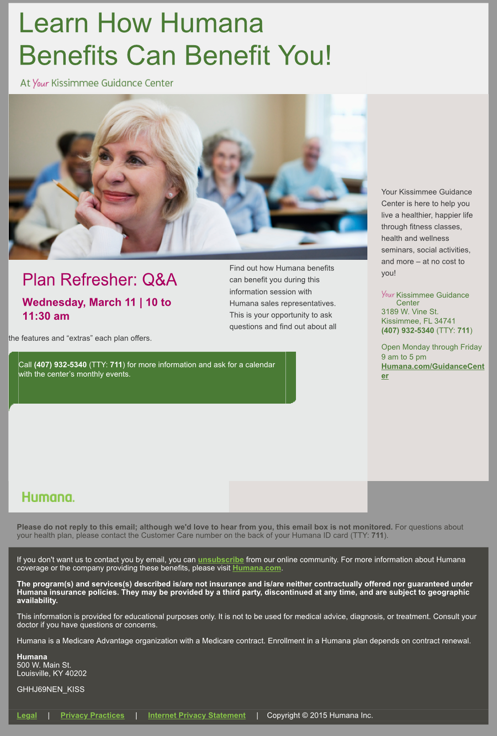 Learn How Humana
Benefits Can Benefit You!
At Your Kissimmee Guidance Center
Plan Refresher: Q&A
Wednesday, March 11 | 10 to
11:30 am
Find out how Humana benefits
can benefit you during this
information session with
Humana sales representatives.
This is your opportunity to ask
questions and find out about all
the features and “extras” each plan offers.
Call (407) 932-5340 (TTY: 711) for more information and ask for a calendar
with the center's monthly events.
Your Kissimmee Guidance
Center is here to help you
live a healthier, happier life
through fitness classes,
health and wellness
seminars, social activities,
and more – at no cost to
you!
Your Kissimmee Guidance
Center
3189 W. Vine St.
Kissimmee, FL 34741
(407) 932-5340 (TTY: 711)
Open Monday through Friday
9 am to 5 pm
Humana.com/GuidanceCent
er
Humana.
Please do not reply to this email; although we'd love to hear from you, this email box is not monitored. For questions about
your health plan, please contact the Customer Care number on the back of your Humana ID card (TTY: 711).
If you don't want us to contact you by email, you can unsubscribe from our online community. For more information about Humana
coverage or the company providing these benefits, please visit Humana.com.
The program(s) and services(s) described is/are not insurance and is/are neither contractually offered nor guaranteed under
Humana insurance policies. They may be provided by a third party, discontinued at any time, and are subject to geographic
availability.
This information is provided for educational purposes only. It is not to be used for medical advice, diagnosis, or treatment. Consult your
doctor if you have questions or concerns.
Humana is a Medicare Advantage organization with a Medicare contract. Enrollment in a Humana plan depends on contract renewal.
Humana
500 W. Main St.
Louisville, KY 40202
GHHJ69NEN_KISS
Legal | Privacy Practices | Internet Privacy Statement | Copyright © 2015 Humana Inc.